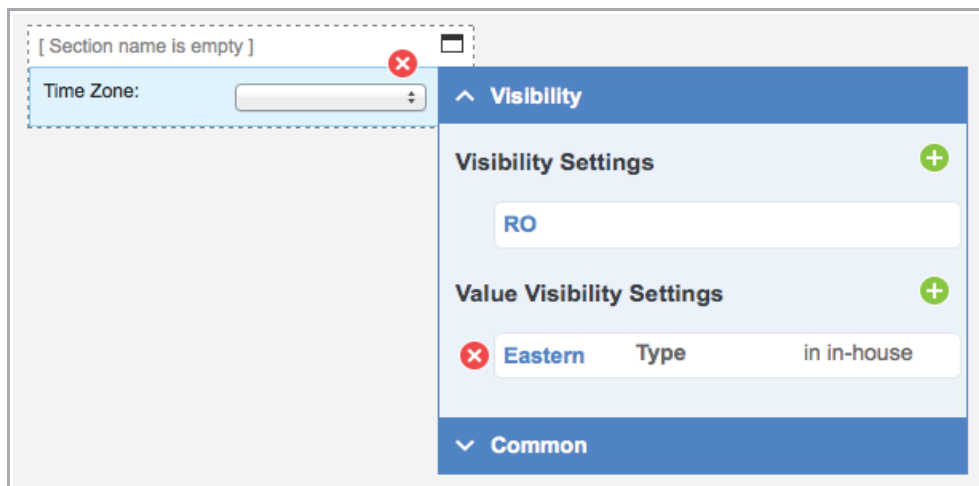 [ Section name is empty ]
Time Zone:
Visibility
Visibility Settings
RO
Value Visibility Settings
Eastern Type in in-house
Common